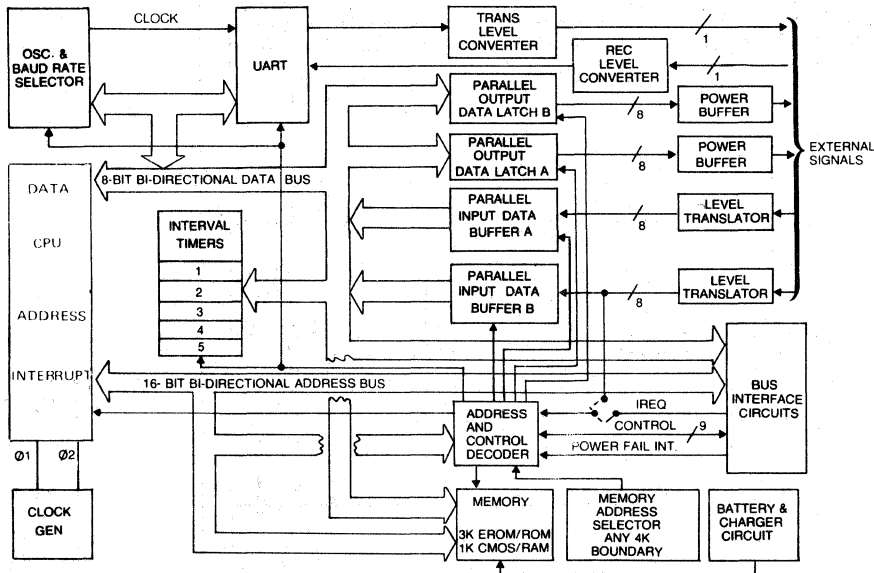 CLOCK
OSC. &
BAUD RATE
SELECTOR
UART
TRANS
LEVEL
CONVERTER
1
REC
LEVEL
CONVERTER
1
PARALLEL
OUTPUT
DATA LATCH B
8
POWER
BUFFER
PARALLEL
OUTPUT
DATA LATCH A
8
POWER
BUFFER
EXTERNAL
SIGNALS
DATA
CPU
ADDRESS
INTERRUPT
8-BIT BI-DIRECTIONAL DATA BUS
INTERVAL
TIMERS
1
2
3
4
5
PARALLEL
INPUT DATA
BUFFER A
8
LEVEL
TRANSLATOR
PARALLEL
INPUT DATA
BUFFER B
8
LEVEL
TRANSLATOR
16- BIT BI-DIRECTIONAL ADDRESS BUS
ADDRESS
AND
CONTROL
DECODER
IREQ
CONTROL
9
POWER FAIL INT.
BUS
INTERFACE
CIRCUITS
Ø1
Ø2
CLOCK
GEN
MEMORY
3K EROM/ROM
1K CMOS/RAM
MEMORY
ADDRESS
SELECTOR
ANY 4K
BOUNDARY
BATTERY &
CHARGER
CIRCUIT